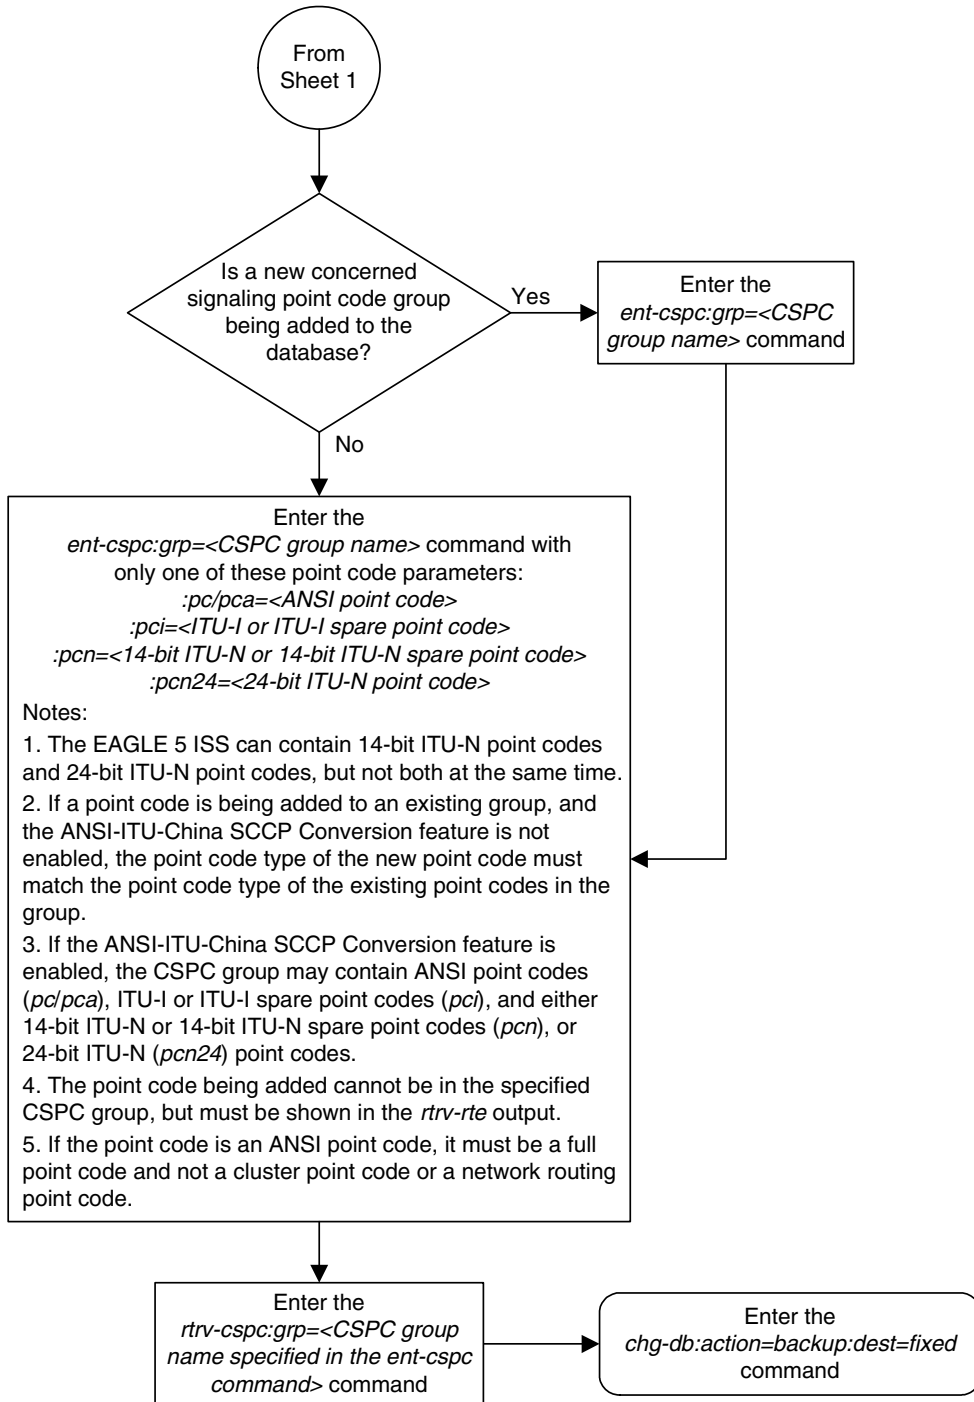 From
Sheet 1
Is a new concerned
signaling point code group
being added to the
database?
Yes
Enter the
ent-cspc:grp=<CSPC
group name> command
No
Enter the
ent-cspc:grp=<CSPC group name> command with
only one of these point code parameters:
:pc/pca=<ANSI point code>
:pci=<ITU-I or ITU-I spare point code>
:pcn=<14-bit ITU-N or 14-bit ITU-N spare point code>
:pcn24=<24-bit ITU-N point code>
Notes:
1. The EAGLE 5 ISS can contain 14-bit ITU-N point codes
and 24-bit ITU-N point codes, but not both at the same time.
2. If a point code is being added to an existing group, and
the ANSI-ITU-China SCCP Conversion feature is not
enabled, the point code type of the new point code must
match the point code type of the existing point codes in the
group.
3. If the ANSI-ITU-China SCCP Conversion feature is
enabled, the CSPC group may contain ANSI point codes
(pc/pca), ITU-I or ITU-I spare point codes (pci), and either
14-bit ITU-N or 14-bit ITU-N spare point codes (pcn), or
24-bit ITU-N (pcn24) point codes.
4. The point code being added cannot be in the specified
CSPC group, but must be shown in the rtrv-rte output.
5. If the point code is an ANSI point code, it must be a full
point code and not a cluster point code or a network routing
point code.
Enter the
rtrv-cspc:grp=<CSPC group
name specified in the ent-cspc
command> command
Enter the
chg-db:action=backup:dest=fixed
command